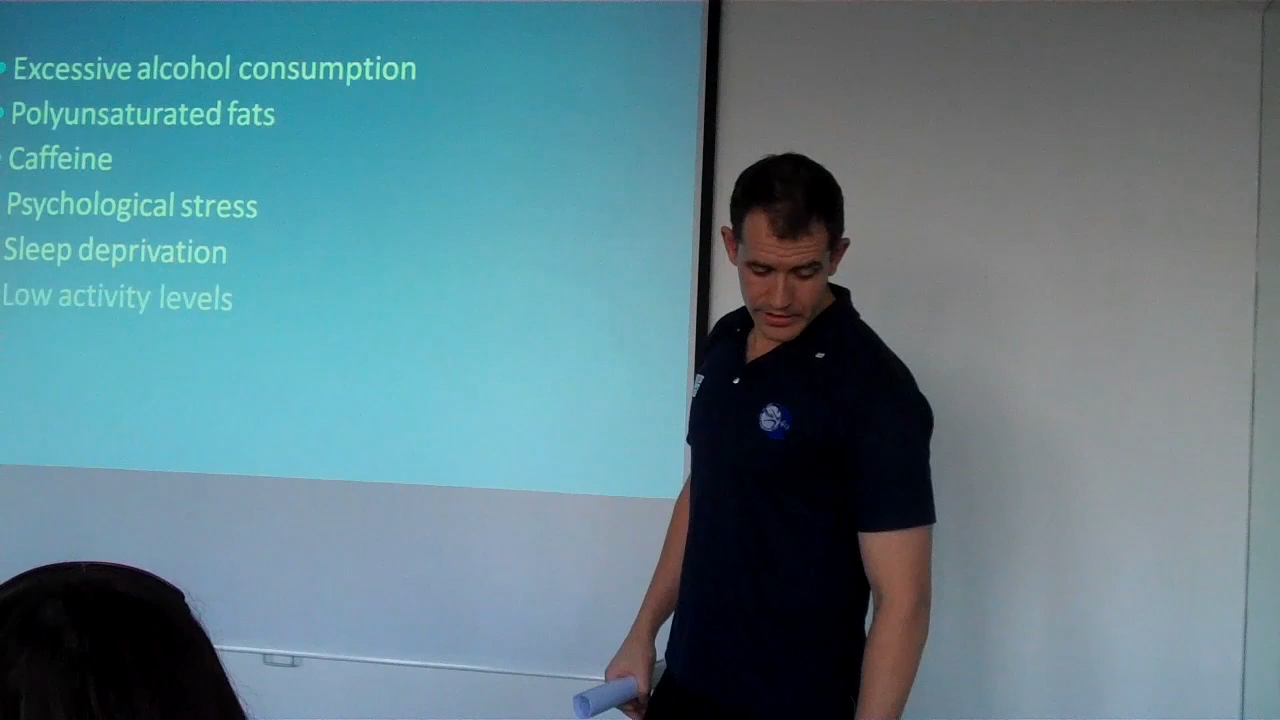 Excessive alcohol consumption
Polyunsaturated fats
Caffeine
Psychological stress
Sleep deprivation
Low activity levels